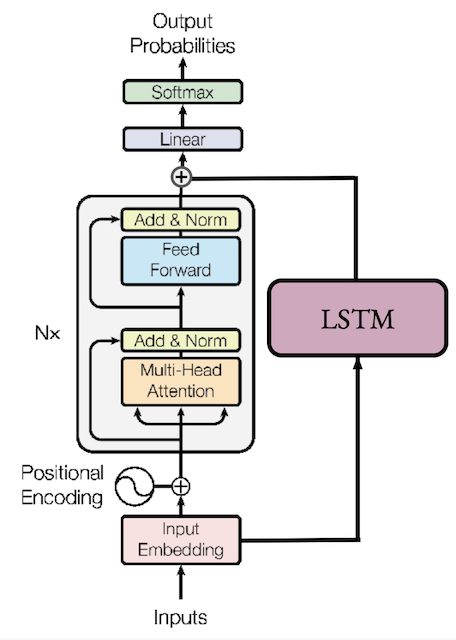 Output
Probabilities
Softmax
Linear
Add & Norm
Feed
Forward
Nx
Add & Norm
Multi-Head
Attention
LSTM
Positional
Encoding
Input
Embedding
Inputs